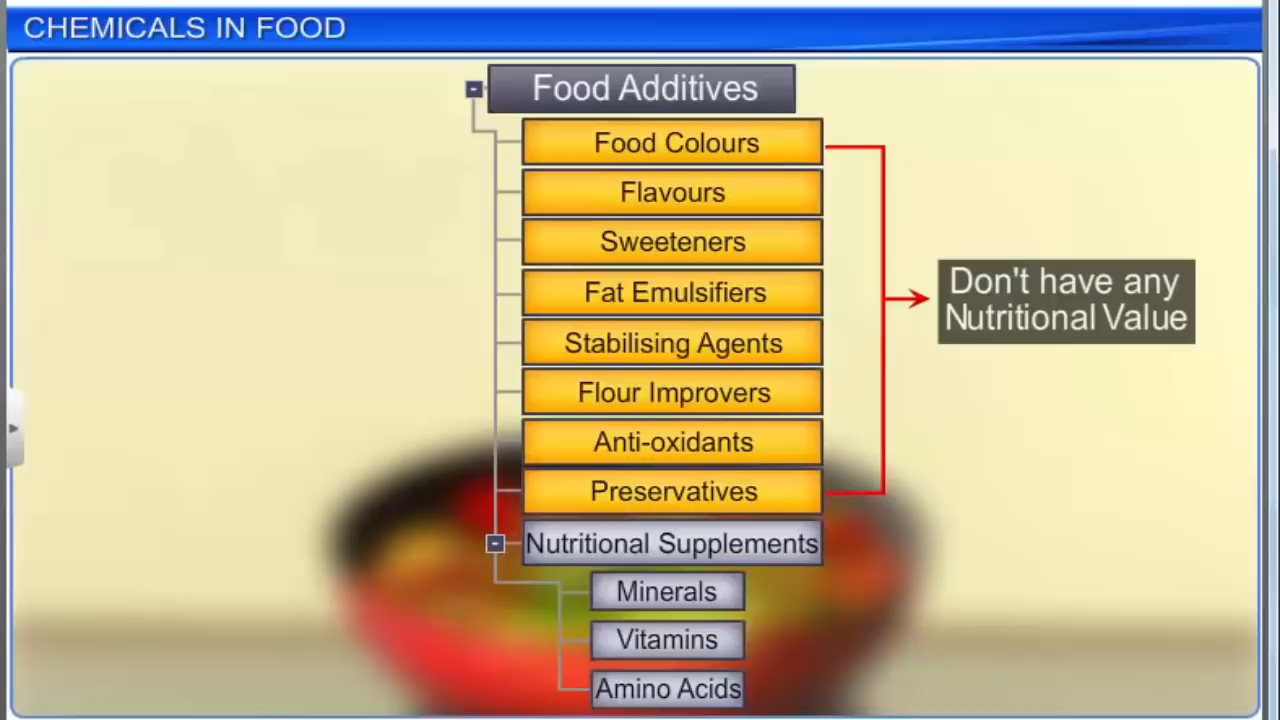 CHEMICALS IN FOOD
Food Additives
Food Colours
Flavours
Sweeteners
Fat Emulsifiers
Stabilising Agents
Flour Improvers
Anti-oxidants
Preservatives
Don't have any
Nutritional Value
Nutritional Supplements
Minerals
Vitamins
Amino Acids